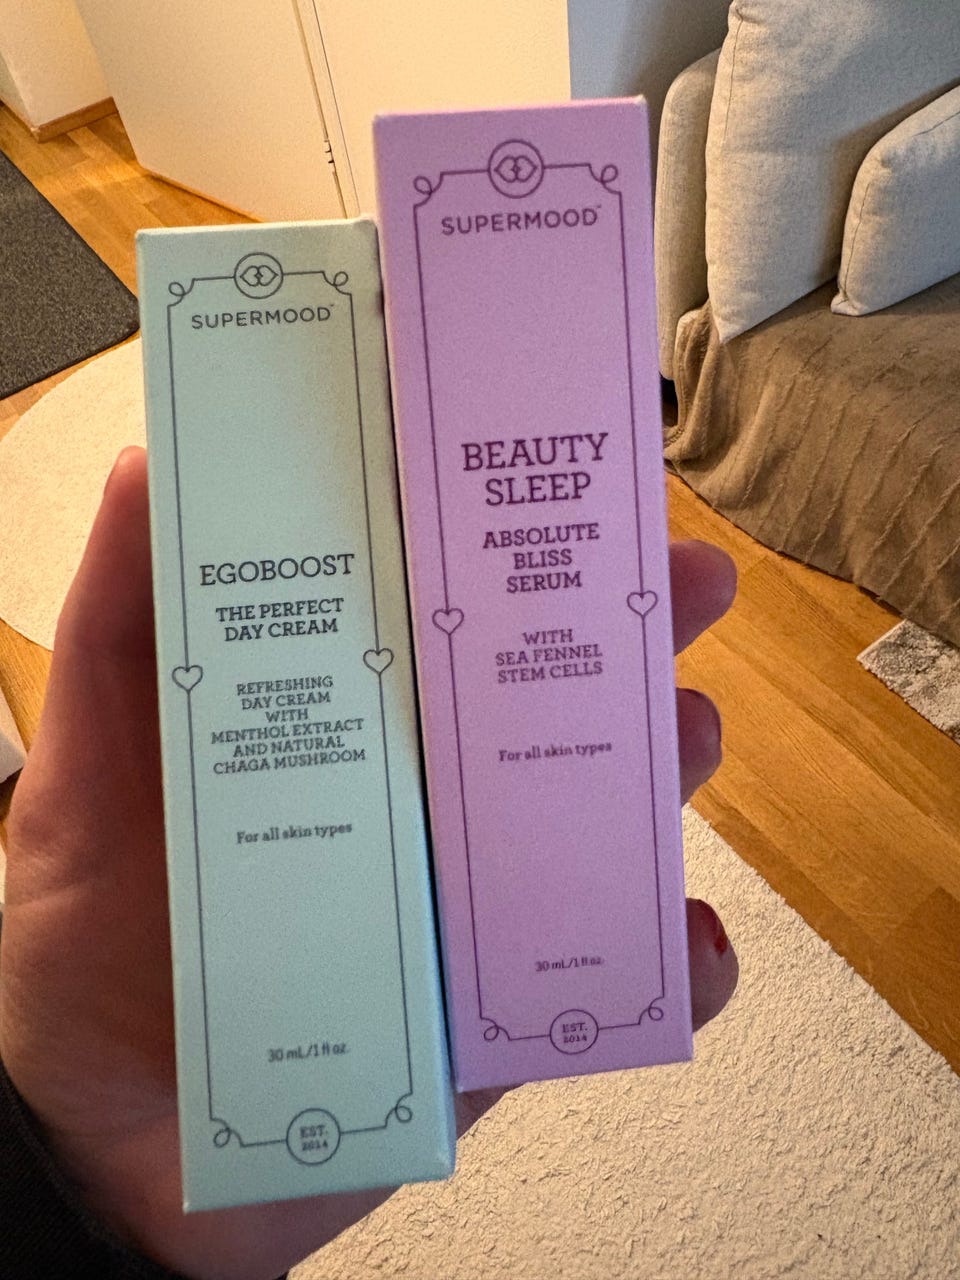 SUPERMOOD™
EGOBOOST
THE PERFECT
DAY CREAM
REFRESHING
DAY CREAM
WITH
MENTHOL EXTRACT
AND NATURAL
CHAGA MUSHROOM
For all skin types
30 mL/1 fl oz.
EST.
2014
SUPERMOOD™
BEAUTY
SLEEP
ABSOLUTE
BLISS
SERUM
WITH
SEA FENNEL
STEM CELLS
For all skin types
30 mL/1 fl oz.
EST.
2014